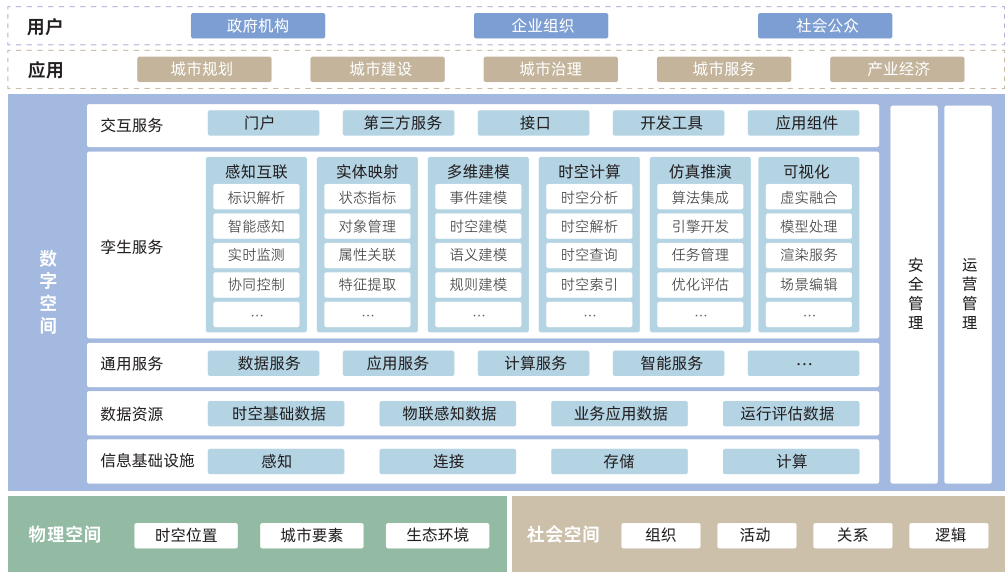 用户 政府机构 企业组织 社会公众
应用 城市规划 城市建设 城市治理 城市服务 产业经济
数字空间
交互服务 门户 第三方服务 接口 开发工具 应用组件
孪生服务
感知互联 实体映射 多维建模 时空计算 仿真推演 可视化
标识解析 状态指标 事件建模 时空分析 算法集成 虚实融合
智能感知 对象管理 时空建模 时空解析 引擎开发 模型处理
实时监测 属性关联 语义建模 时空查询 任务管理 渲染服务
协同控制 特征提取 规则建模 时空索引 优化评估 场景编辑
… … … … … …
通用服务 数据服务 应用服务 计算服务 智能服务 …
数据资源 时空基础数据 物联感知数据 业务应用数据 运行评估数据
信息基础设施 感知 连接 存储 计算
安全管理
运营管理
物理空间 时空位置 城市要素 生态环境
社会空间 组织 活动 关系 逻辑